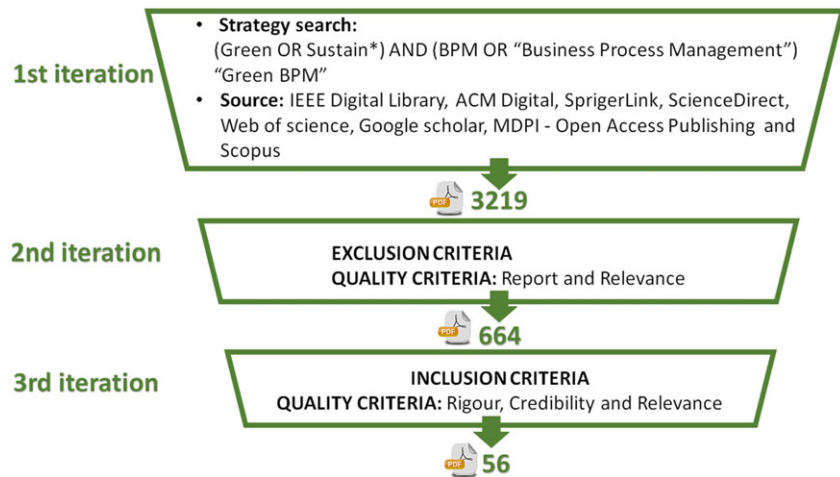 1st iteration
• Strategy search:
(Green OR Sustain*) AND (BPM OR “Business Process Management”)
“Green BPM”
• Source: IEEE Digital Library, ACM Digital, SprigerLink, ScienceDirect,
Web of science, Google scholar, MDPI - Open Access Publishing and
Scopus
PDF 3219
2nd iteration
EXCLUSION CRITERIA
QUALITY CRITERIA: Report and Relevance
PDF 664
3rd iteration
INCLUSION CRITERIA
QUALITY CRITERIA: Rigour, Credibility and Relevance
PDF 56